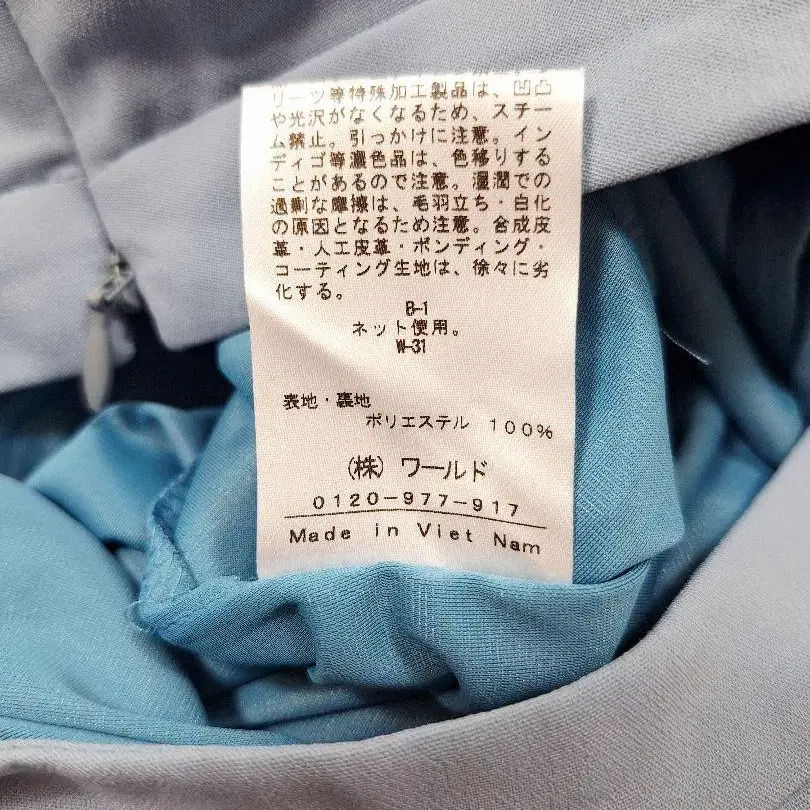 リーツ等特殊加工製品は、凹凸
や光沢がなくなるため、スチー
ム禁止。引っかけに注意。イン
ディゴ等濃色品は、色移りする
ことがあるので注意。湿潤での
過剰な摩擦は、毛羽立ち・白化
の原因となるため注意。合成皮
革・人工皮革・ボンディング・
コーティング生地は、徐々に劣
化する。
B-1
ネット使用。
W-31
表地・裏地
ポリエステル 100%
(株) ワールド
0120-977-917
Made in Viet Nam